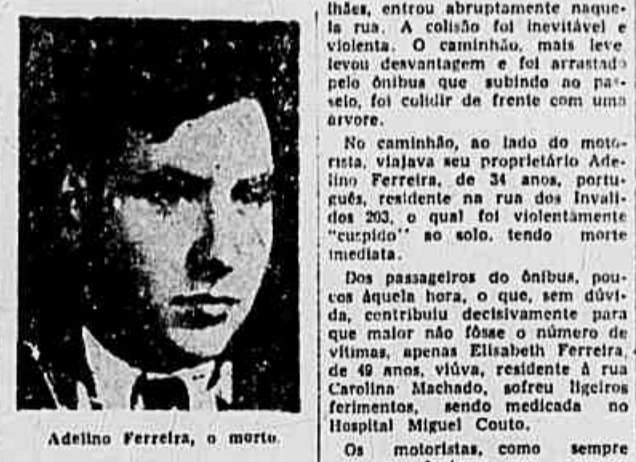 lhães, entrou abruptamente naque-
la rua. A colisão foi inevitável e
violenta. O caminhão, mais leve
levou desvantagem e foi arrastado
pelo ônibus que subindo ao pas-
seio, foi colidir de frente com uma
arvore.
No caminhão, ao lado do moto-
rista, viajava seu proprietário Ade-
lino Ferreira, de 34 anos, portu-
guês, residente na rua dos Invali-
dos 203, o qual foi violentamente
"cuspido" ao solo, tendo morte
imediata.
Dos passageiros do ônibus, pou-
cos àquela hora, o que, sem dúvi-
da, contribuiu decisivamente para
que maior não fôsse o número de
vitimas, apenas Elisabeth Ferreira,
de 49 anos, viúva, residente à rua
Carolina Machado, sofreu ligeiros
ferimentos, sendo medicada no
Hospital Miguel Couto.
Os motoristas, como sempre
Adelino Ferreira, o morto